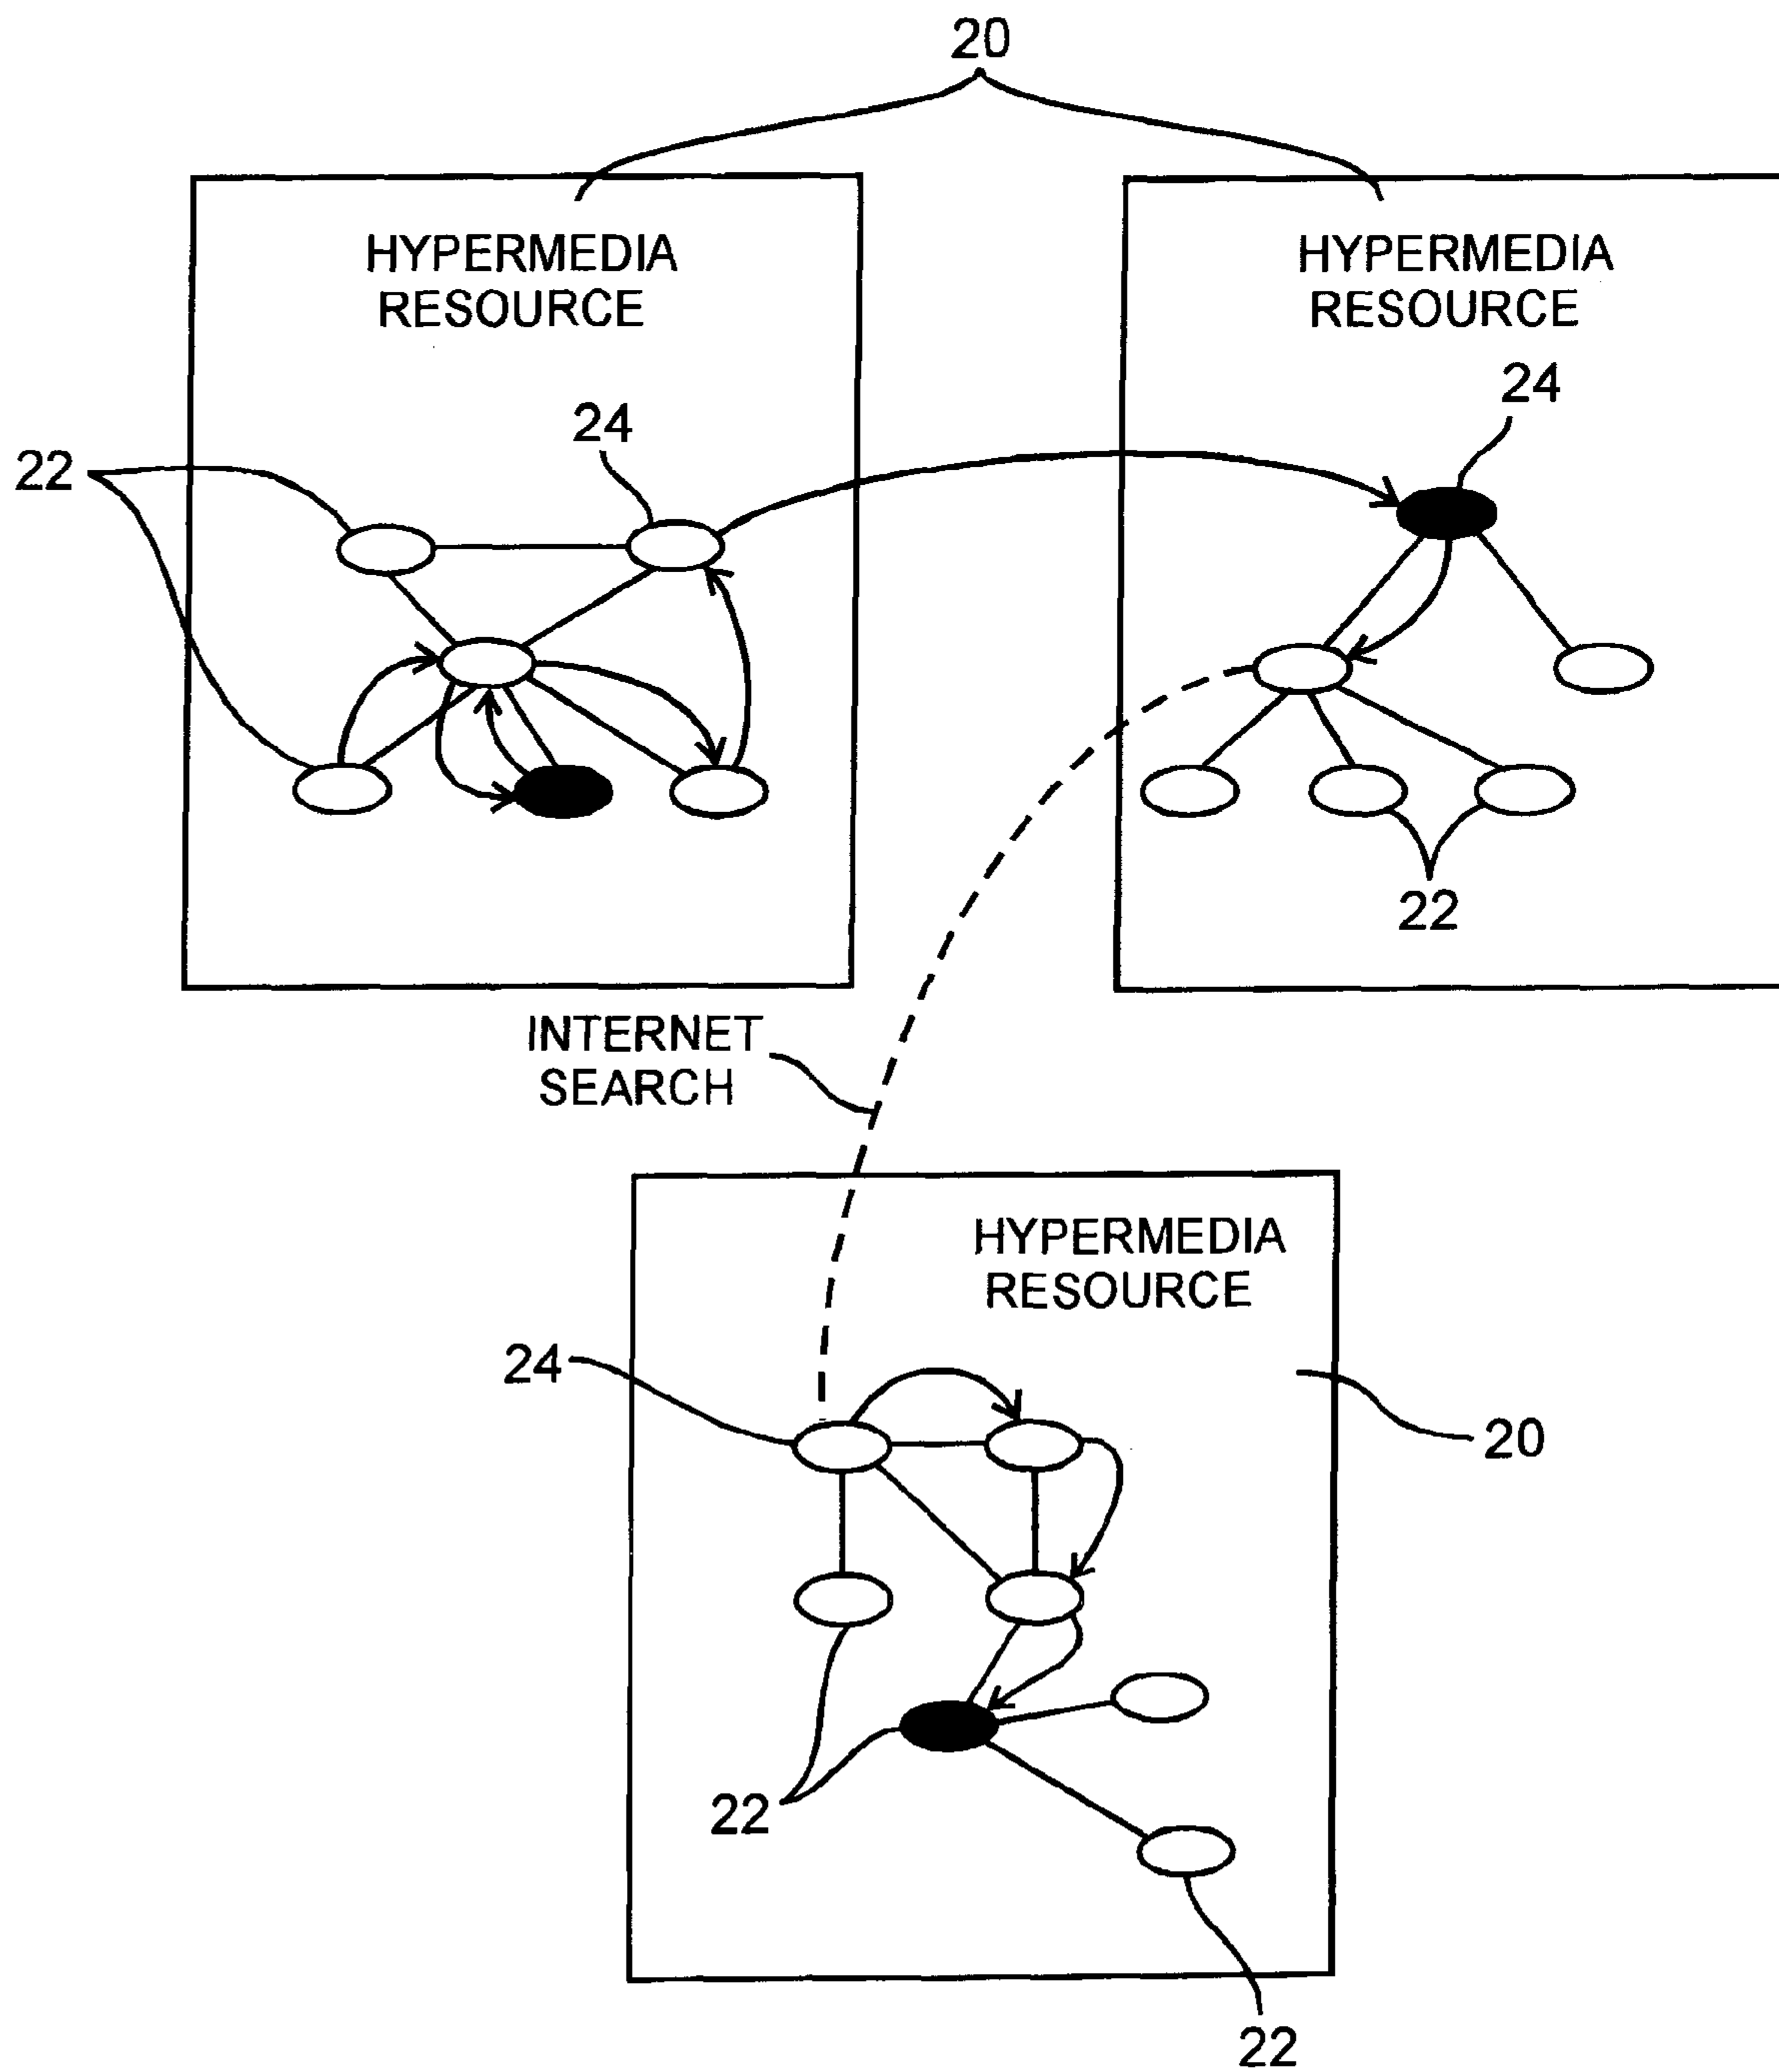 20
HYPERMEDIA
RESOURCE
HYPERMEDIA
RESOURCE
24
24
22
22
INTERNET
SEARCH
HYPERMEDIA
RESOURCE
24
20
22
22